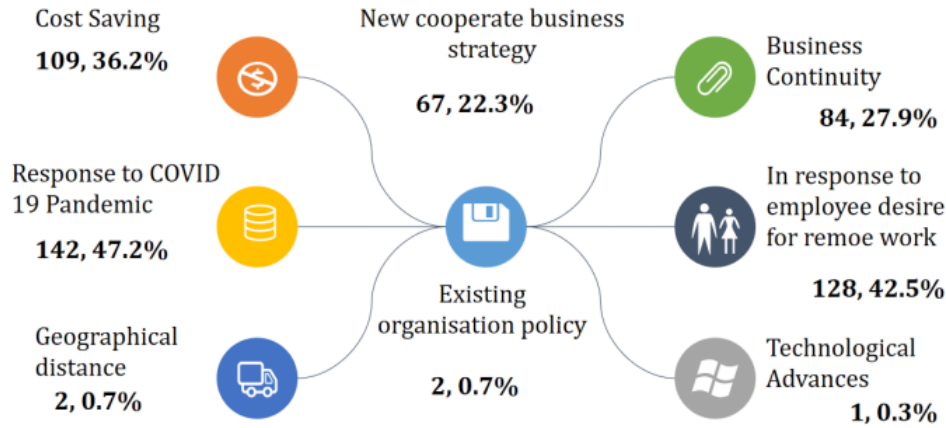 Cost Saving
109, 36.2%
New cooperate business
strategy
67, 22.3%
Business
Continuity
84, 27.9%
Response to COVID
19 Pandemic
142, 47.2%
In response to
employee desire
for remoe work
128, 42.5%
Existing
organisation policy
2, 0.7%
Geographical
distance
2, 0.7%
Technological
Advances
1, 0.3%